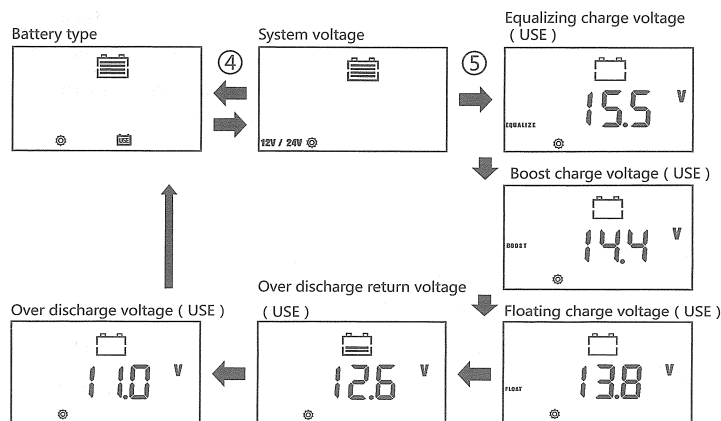 Battery type
USE
④
System voltage
12V / 24V
⑤
Equalizing charge voltage
( USE )
15.5 V
EQUALIZE
Boost charge voltage ( USE )
14.4 V
BOOST
Floating charge voltage ( USE )
13.8 V
FLOAT
Over discharge return voltage
( USE )
12.6 V
Over discharge voltage ( USE )
11.0 V